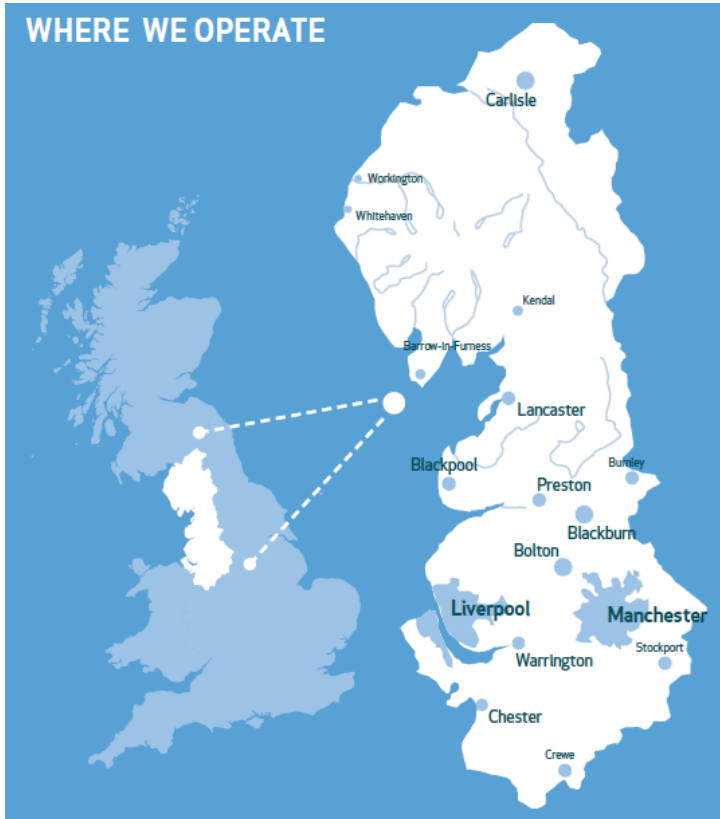 WHERE WE OPERATE
Carlisle
Workington
Whitehaven
Kendal
Barrow-in-Furness
Lancaster
Blackpool
Burnley
Preston
Blackburn
Bolton
Liverpool
Manchester
Stockport
Warrington
Chester
Crewe